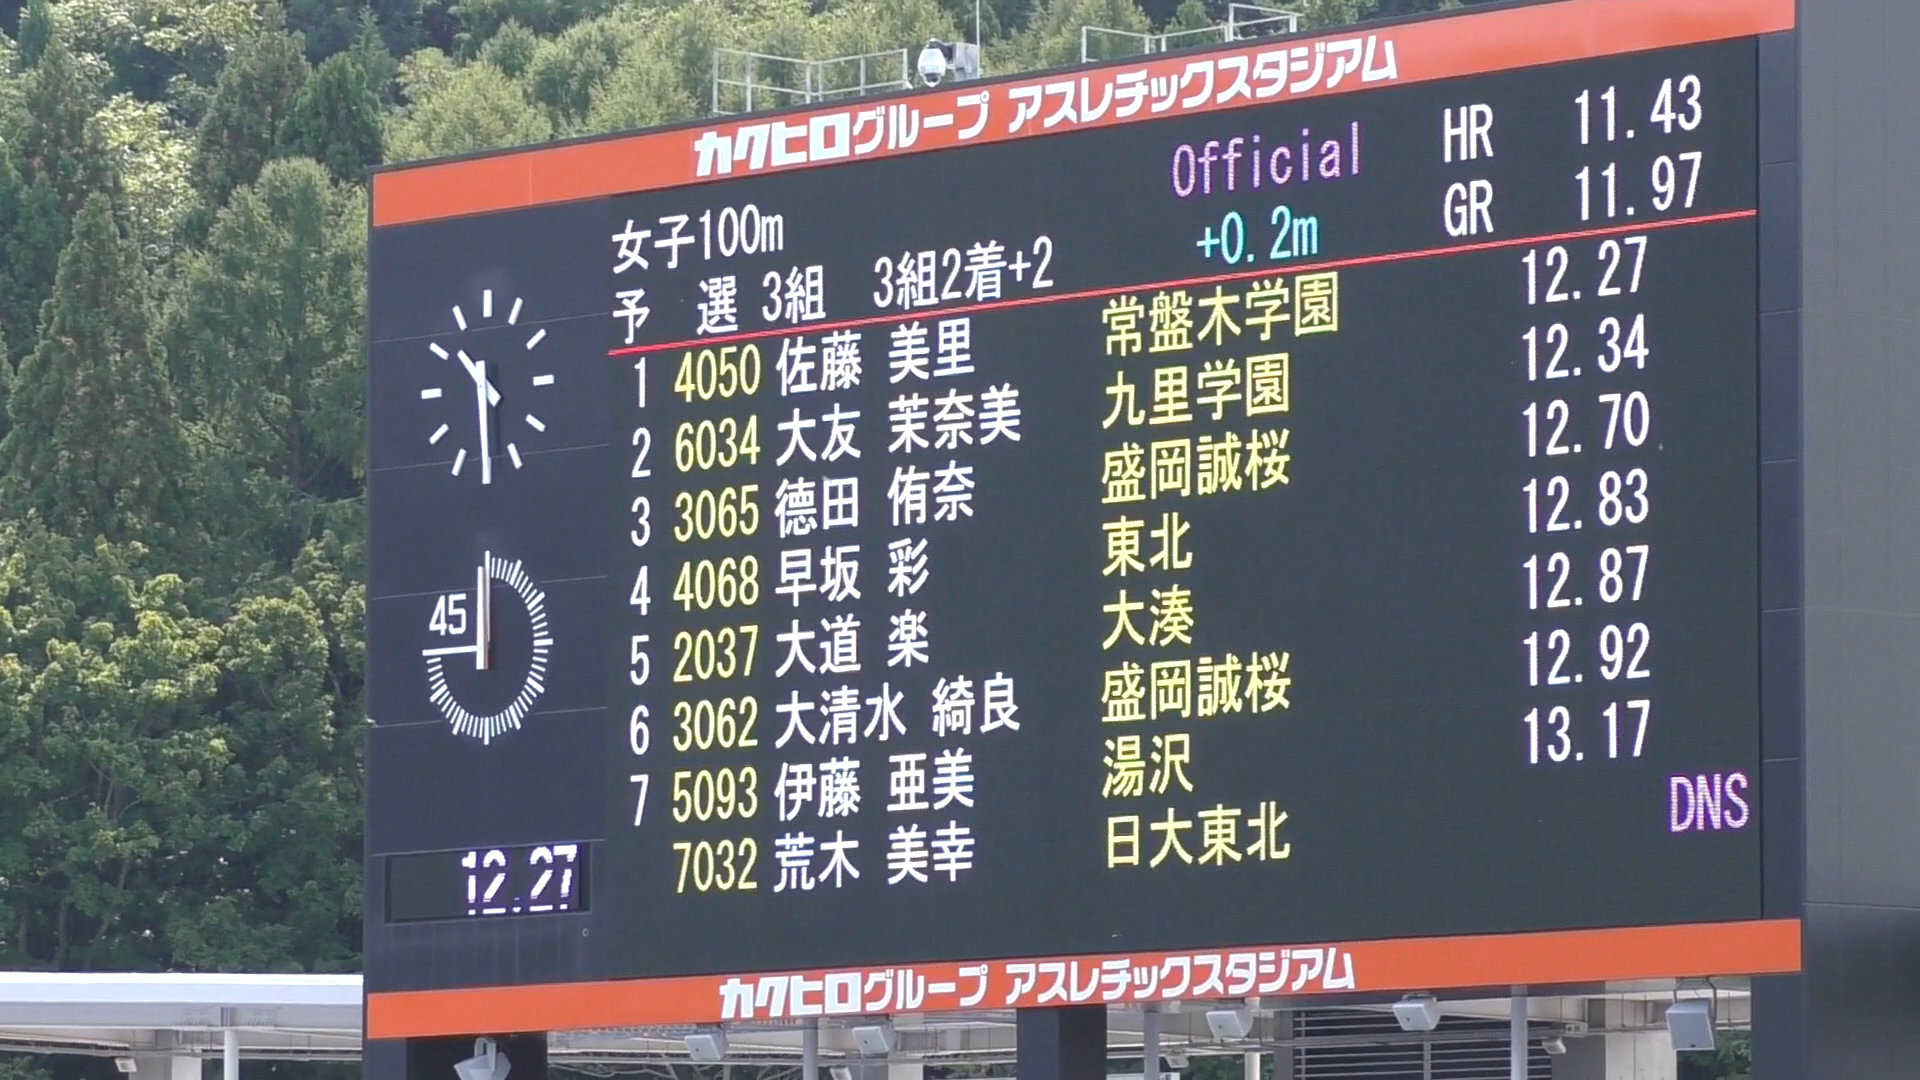 カクヒログループ アスレチックスタジアム
女子100m Official HR 11.43
予 選 3組 3組2着+2 +0.2m GR 11.97
1 4050 佐藤 美里 常盤木学園 12.27
2 6034 大友 茉奈美 九里学園 12.34
3 3065 德田 侑奈 盛岡誠桜 12.70
4 4068 早坂 彩 東北 12.83
5 2037 大道 楽 大湊 12.87
6 3062 大清水 綺良 盛岡誠桜 12.92
7 5093 伊藤 亜美 湯沢 13.17
7032 荒木 美幸 日大東北 DNS
45
12.27
カクヒログループ アスレチックスタジアム